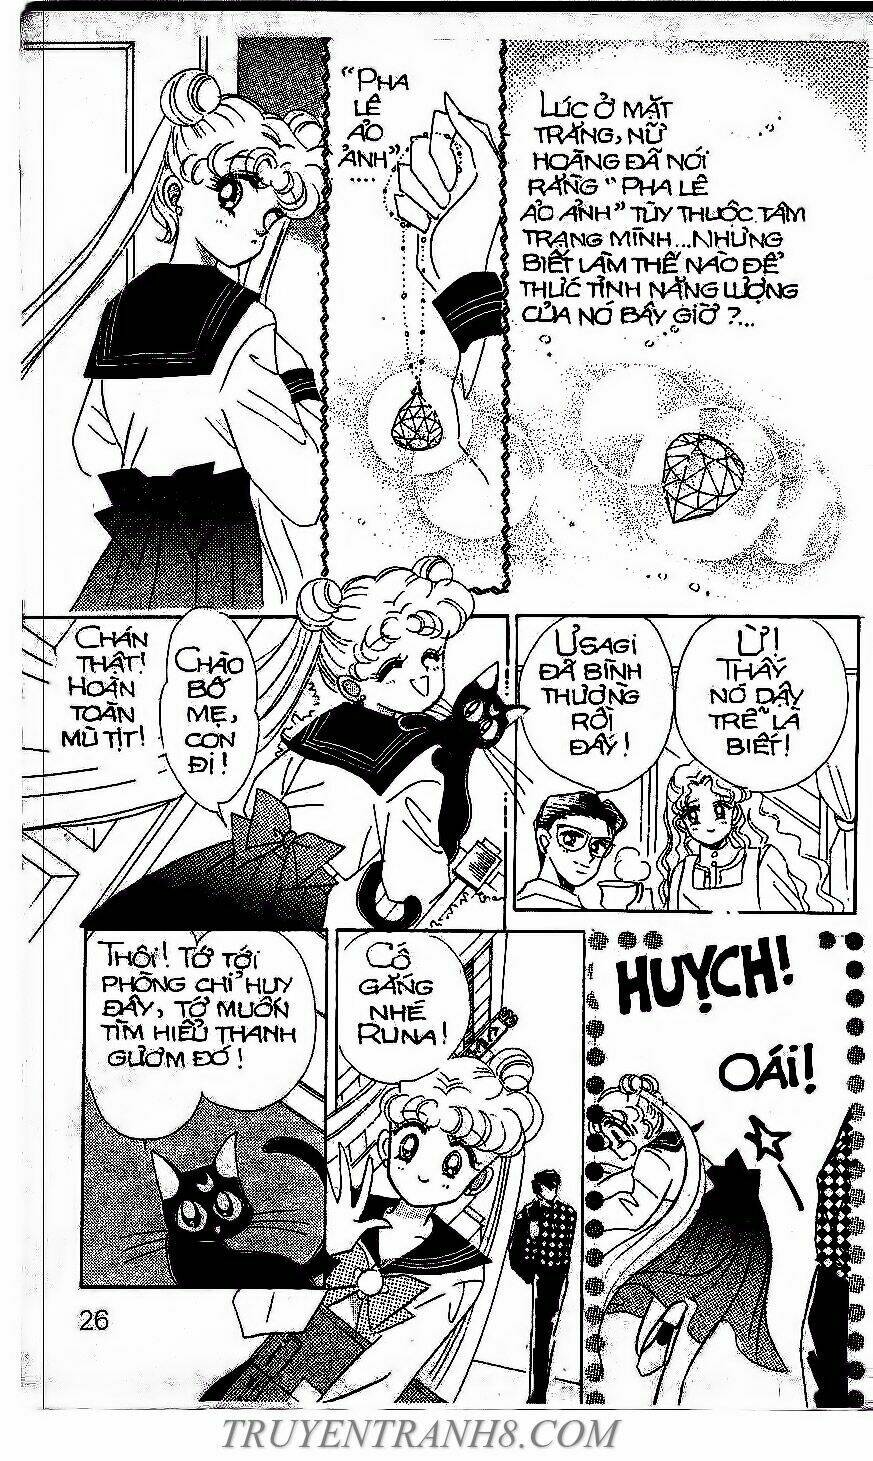 "PHA
LÊ
ẢO
ẢNH"
....
LÚC Ở MẶT
TRĂNG, NỮ
HOÀNG ĐÃ NÓI
RẰNG "PHA LÊ
ẢO ẢNH" TÙY THUỘC TÂM
TRẠNG MÌNH...NHƯNG
BIẾT LÀM THẾ NÀO ĐỂ
THỨC TỈNH NĂNG LƯỢNG
CỦA NÓ BÂY GIỜ ?...
CHÁN
THẬT!
HOÀN
TOÀN
MÙ TỊT!
CHÀO
BỐ
MẸ,
CON
ĐI !
USAGI
ĐÃ BÌNH
THƯỜNG
RỒI
ĐẤY !
Ừ!
THẤY
NÓ DẬY
TRỄ LÀ
BIẾT!
THÔI! TỚ TỚI
PHÒNG CHỈ HUY
ĐÂY, TỚ MUỐN
TÌM HIỂU THANH
GƯƠM ĐÓ !
CỐ
GẮNG
NHÉ
RUNA!
HUỴCH!
OÁI!
26
TRUYENTRANH8.COM